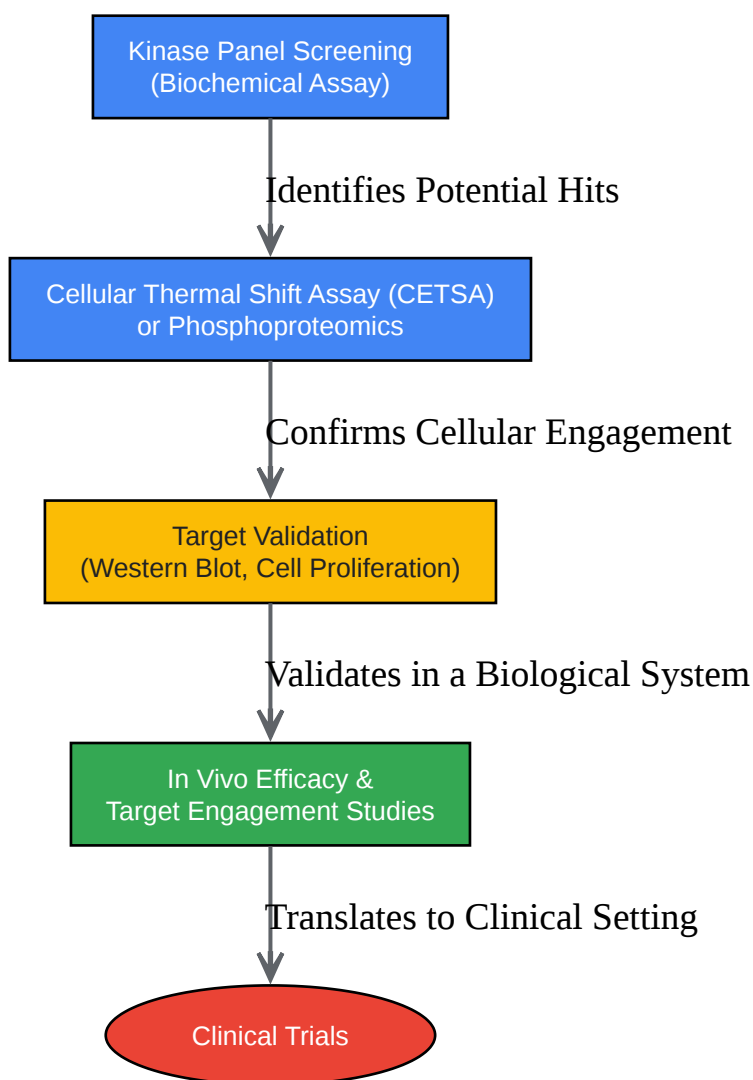 Kinase Panel Screening
(Biochemical Assay)
Identifies Potential Hits
Cellular Thermal Shift Assay (CETSA)
or Phosphoproteomics
Confirms Cellular Engagement
Target Validation
(Western Blot, Cell Proliferation)
Validates in a Biological System
In Vivo Efficacy &
Target Engagement Studies
Translates to Clinical Setting
Clinical Trials